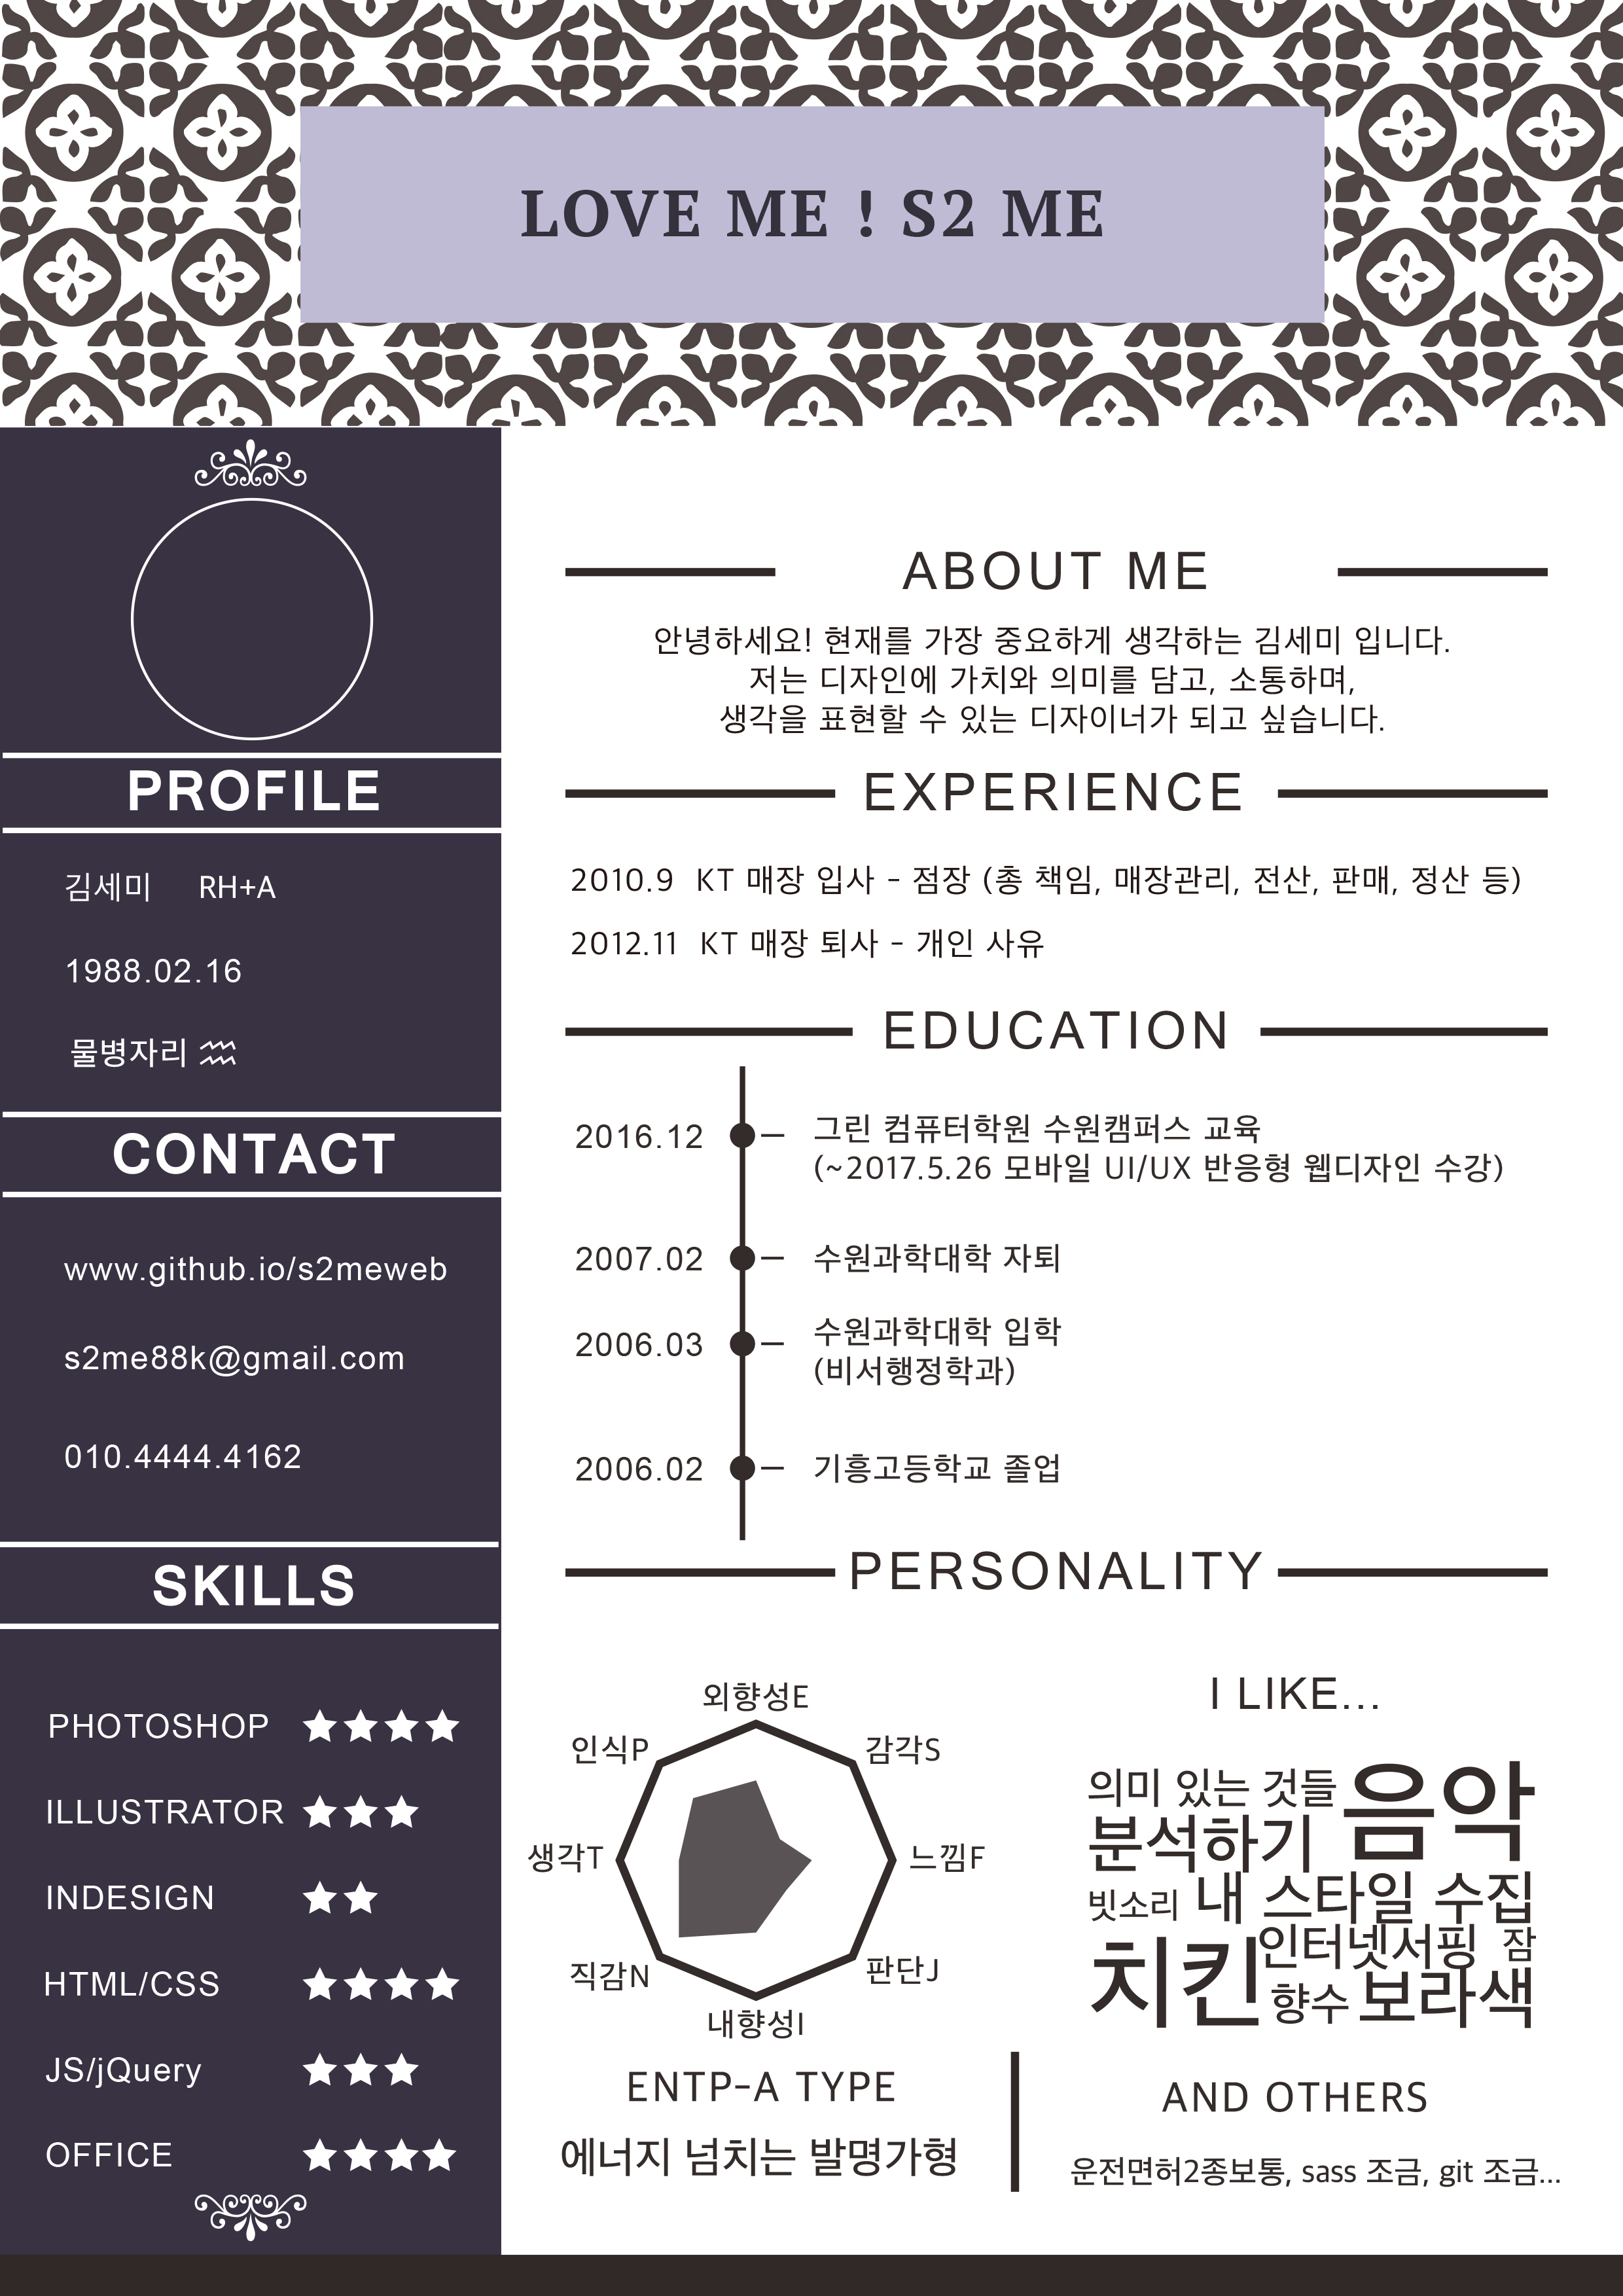 LOVE ME ! S2 ME
PROFILE
김세미 RH+A
1988.02.16
물병자리 ♒
CONTACT
www.github.io/s2meweb
s2me88k@gmail.com
010.4444.4162
SKILLS
PHOTOSHOP ★★★★
ILLUSTRATOR ★★★
INDESIGN ★★
HTML/CSS ★★★★
JS/jQuery ★★★
OFFICE ★★★★
ABOUT ME
안녕하세요! 현재를 가장 중요하게 생각하는 김세미 입니다.
저는 디자인에 가치와 의미를 담고, 소통하며,
생각을 표현할 수 있는 디자이너가 되고 싶습니다.
EXPERIENCE
2010.9 KT 매장 입사 - 점장 (총 책임, 매장관리, 전산, 판매, 정산 등)
2012.11 KT 매장 퇴사 - 개인 사유
EDUCATION
2016.12 그린 컴퓨터학원 수원캠퍼스 교육
(~2017.5.26 모바일 UI/UX 반응형 웹디자인 수강)
2007.02 수원과학대학 자퇴
2006.03 수원과학대학 입학
(비서행정학과)
2006.02 기흥고등학교 졸업
PERSONALITY
외향성E
인식P 감각S
생각T 느낌F
직감N 판단J
내향성I
ENTP-A TYPE
에너지 넘치는 발명가형
I LIKE...
의미 있는 것들 음악
분석하기
빗소리 내 스타일 수집
치킨 인터넷서핑 잠
향수 보라색
AND OTHERS
운전면허2종보통, sass 조금, git 조금...